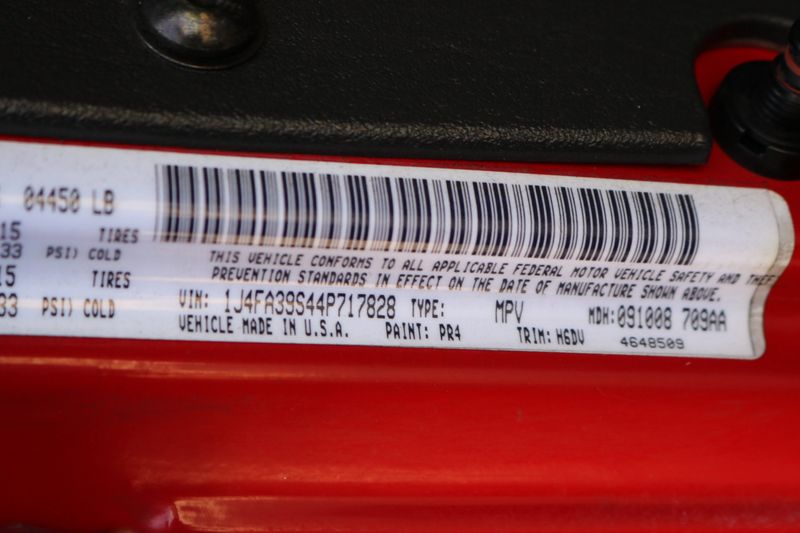 04450 LB
15 TIRES
33 PSI) COLD
15 TIRES
33 PSI) COLD
THIS VEHICLE CONFORMS TO ALL APPLICABLE FEDERAL MOTOR VEHICLE SAFETY AND THEF
PREVENTION STANDARDS IN EFFECT ON THE DATE OF MANUFACTURE SHOWN ABOVE.
VIN: 1J4FA39S44P717828 TYPE: MPV MDH:091008 709AA
VEHICLE MADE IN U.S.A. PAINT: PR4 TRIM: H6DV 4648509